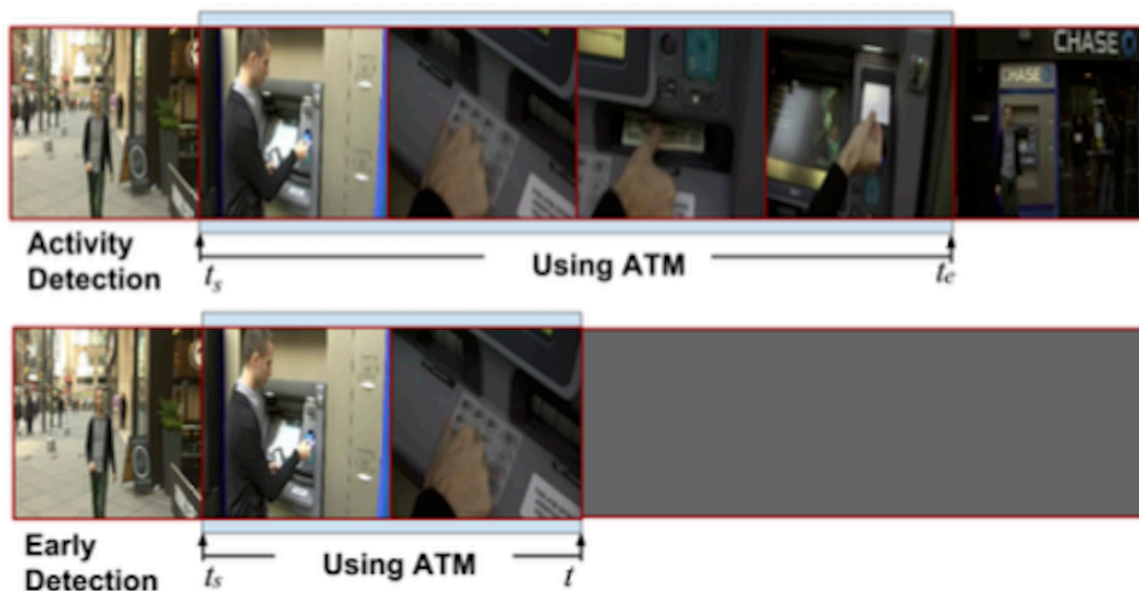 CHASE
CHASE
Activity
Detection
t_s
Using ATM
t_e
Early
Detection
t_s
Using ATM
t